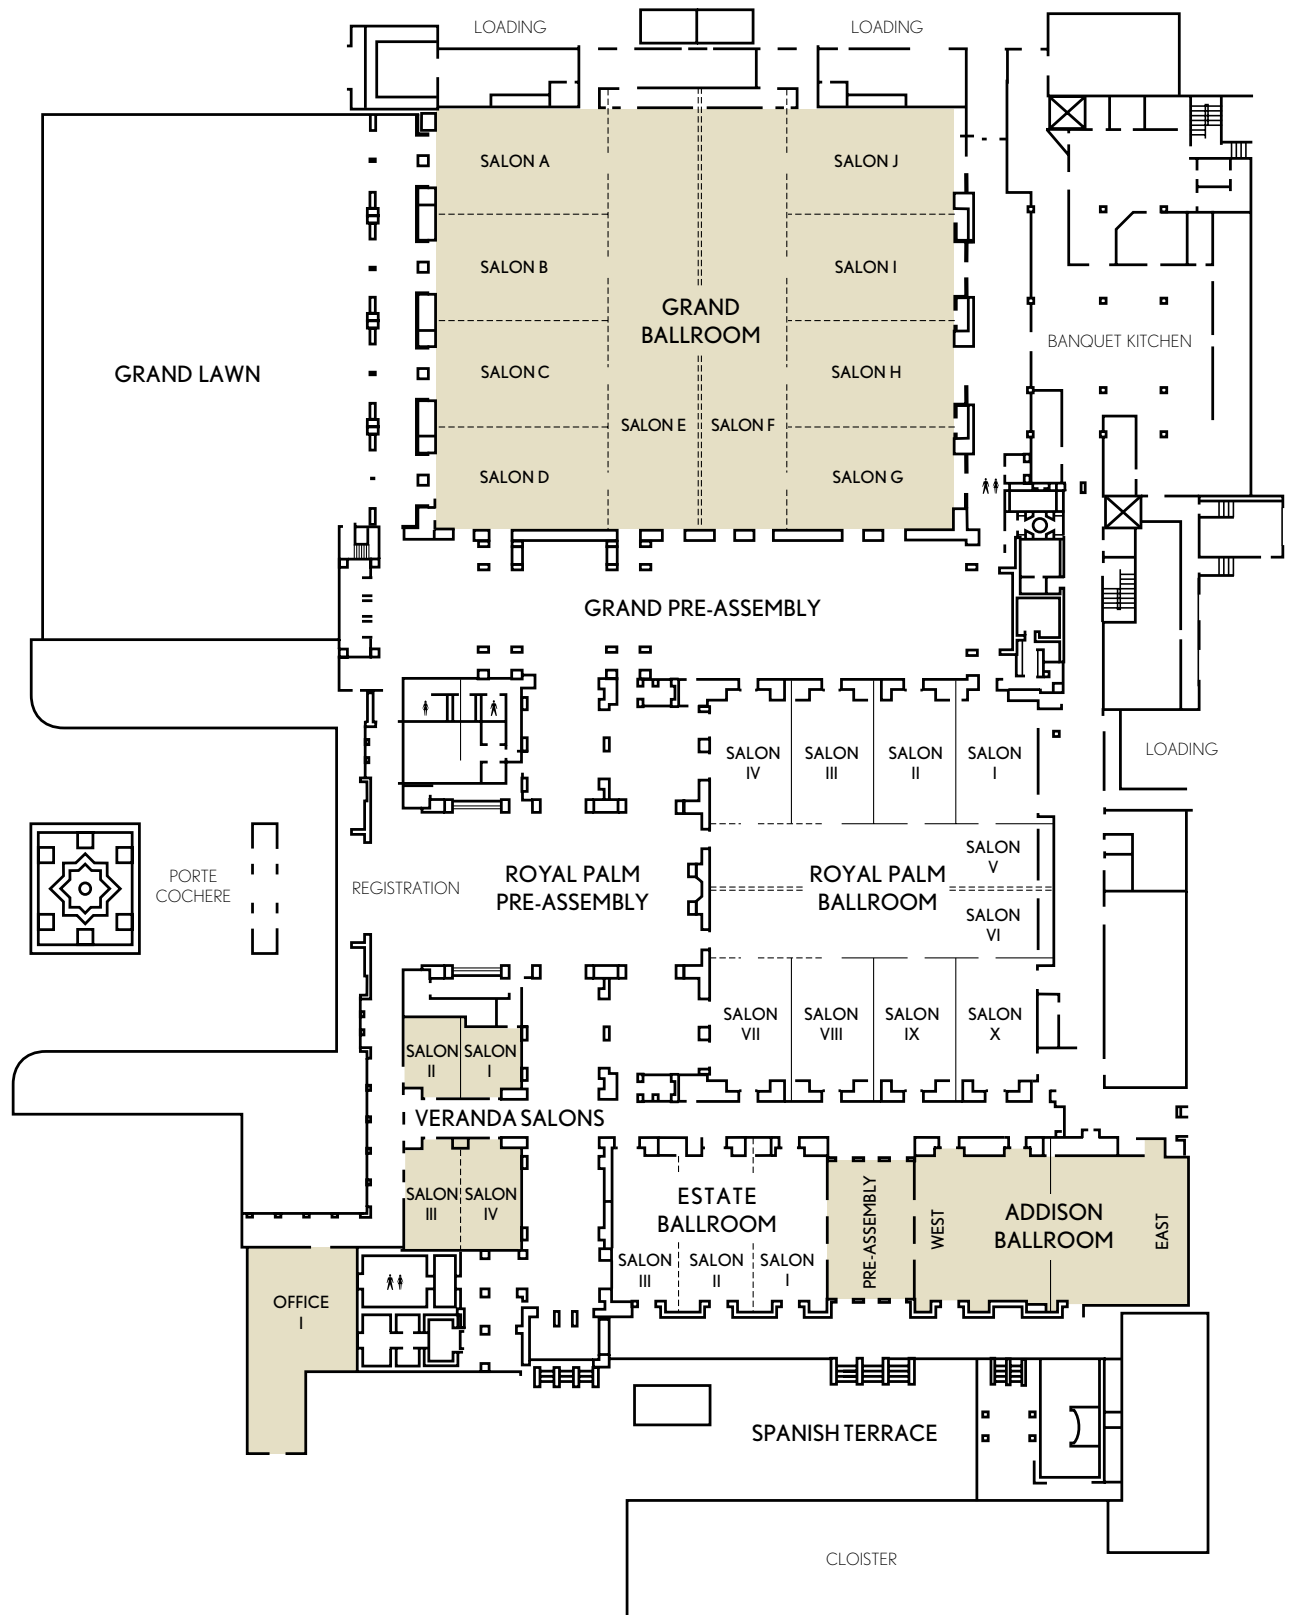 LOADING
LOADING
SALON A
SALON J
SALON B
SALON I
GRAND
BALLROOM
BANQUET KITCHEN
GRAND LAWN
SALON C
SALON H
SALON E
SALON F
SALON D
SALON G
GRAND PRE-ASSEMBLY
SALON
IV
SALON
III
SALON
II
SALON
I
LOADING
SALON
V
PORTE
COCHERE
REGISTRATION
ROYAL PALM
PRE-ASSEMBLY
ROYAL PALM
BALLROOM
SALON
VI
SALON
VII
SALON
VIII
SALON
IX
SALON
X
SALON
II
SALON
I
VERANDA SALONS
SALON
III
SALON
IV
ESTATE
BALLROOM
SALON
III
SALON
II
SALON
I
PRE-ASSEMBLY
WEST
ADDISON
BALLROOM
EAST
OFFICE
I
SPANISH TERRACE
CLOISTER